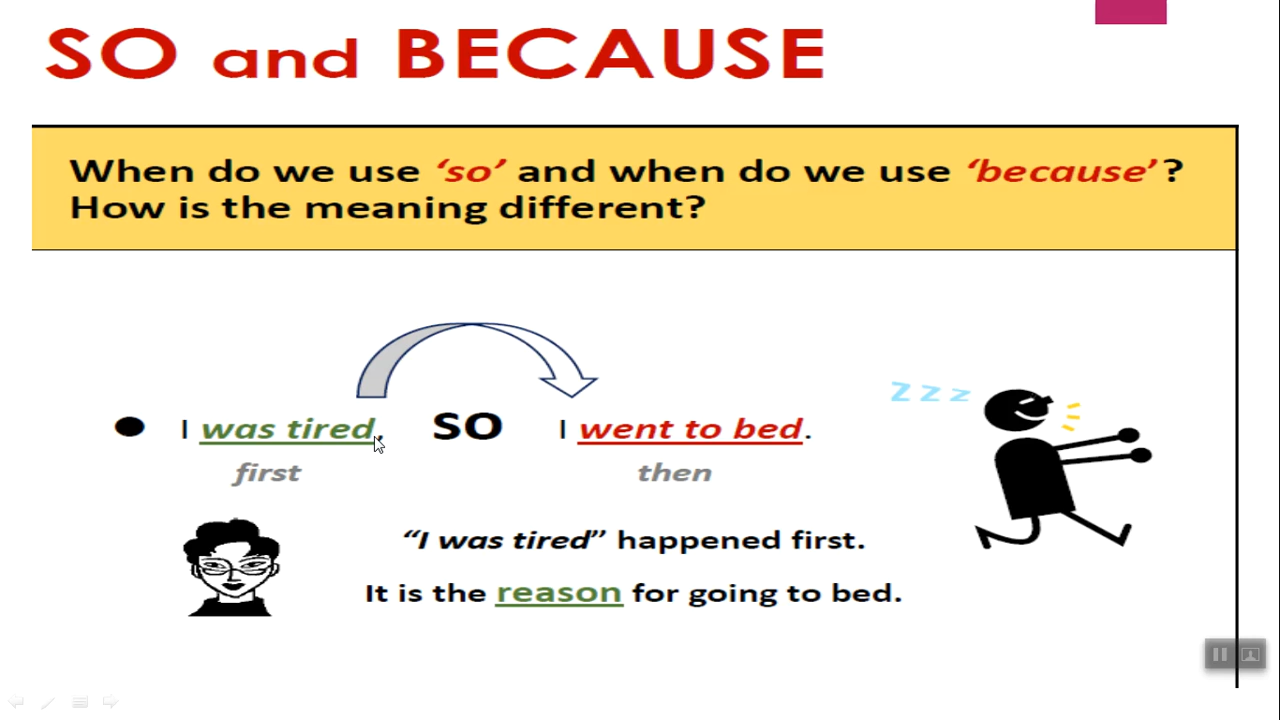 SO and BECAUSE
When do we use ‘so’ and when do we use ‘because’?
How is the meaning different?
z z z
I was tired, SO I went to bed.
first then
“I was tired” happened first.
It is the reason for going to bed.